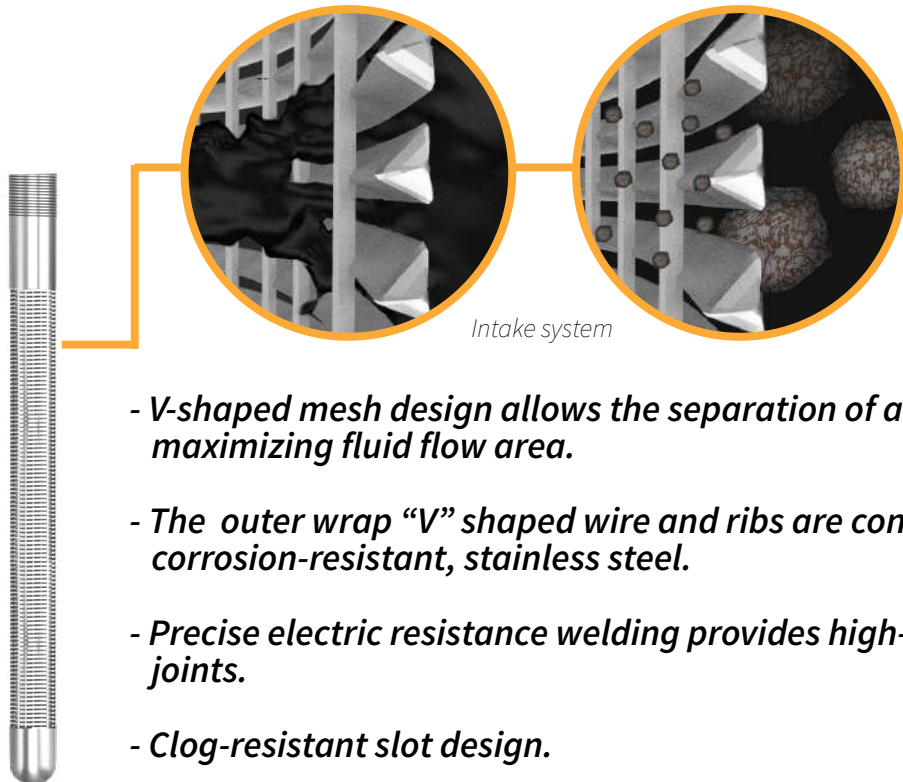 Intake system
- V-shaped mesh design allows the separation of a
maximizing fluid flow area.
- The outer wrap “V” shaped wire and ribs are con
corrosion-resistant, stainless steel.
- Precise electric resistance welding provides high-
joints.
- Clog-resistant slot design.